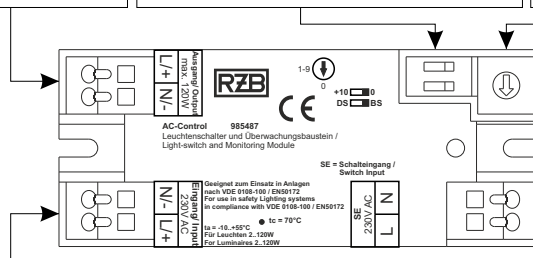 Ausgang/ Output
max. 120W
L/+
N/-
RZB
1-9
0
+10 0
DS BS
CE
AC-Control 985487
Leuchtenschalter und Überwachungsbaustein /
Light-switch and Monitoring Module
SE = Schalteingang /
Switch Input
Eingang/ Input
230V AC
N/-
L/+
Geeignet zum Einsatz in Anlagen
nach VDE 0108-100 / EN50172
For use in safety Lighting systems
in compliance with VDE 0108-100 / EN50172
tc = 70°C
ta = -10..+55°C
Für Leuchten 2..120W
For Luminaires 2..120W
SE
230V AC
N
L